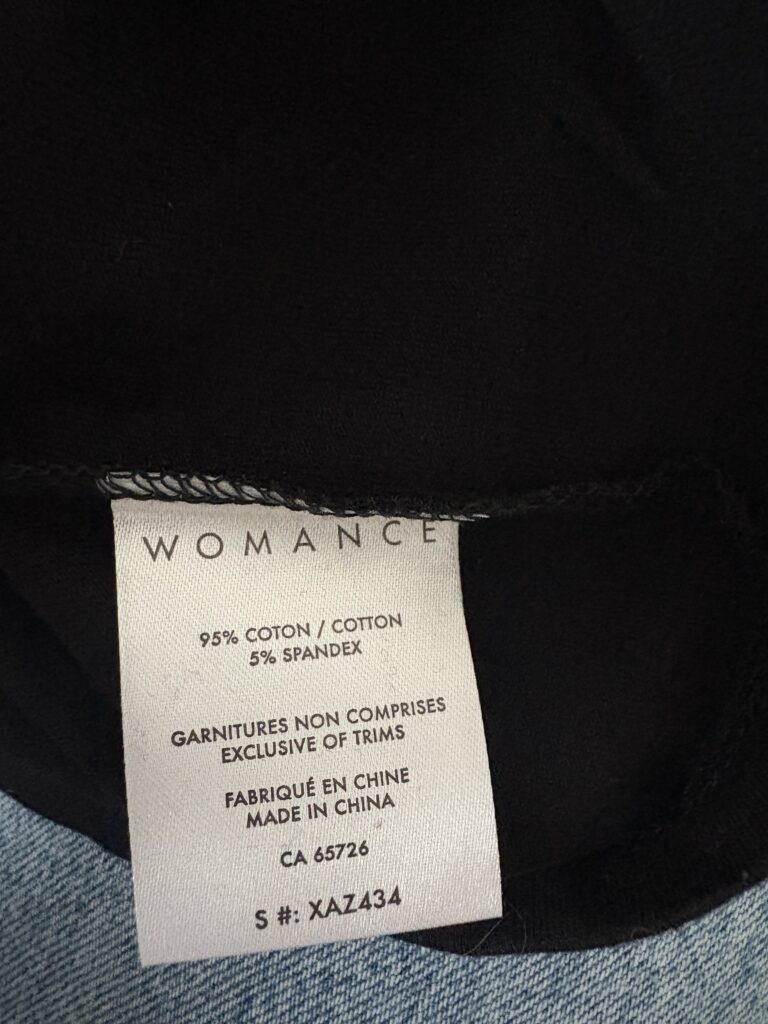 WOMANCE
95% COTON / COTTON
5% SPANDEX
GARNITURES NON COMPRISES
EXCLUSIVE OF TRIMS
FABRIQUÉ EN CHINE
MADE IN CHINA
CA 65726
S #: XAZ434